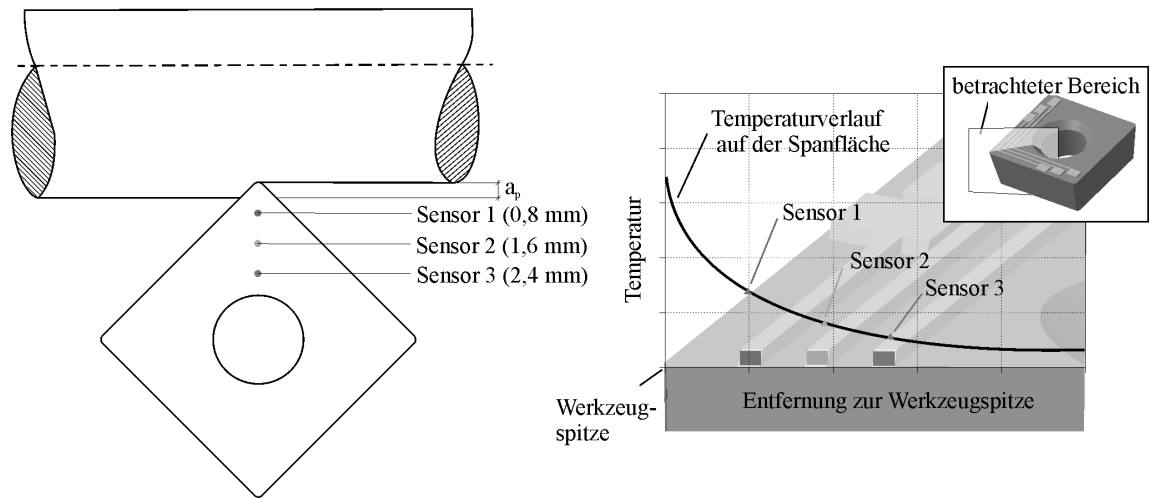 a_p
Sensor 1 (0,8 mm)
Sensor 2 (1,6 mm)
Sensor 3 (2,4 mm)
betrachteter Bereich
Temperaturverlauf
auf der Spanfläche
Sensor 1
Sensor 2
Sensor 3
Temperatur
Werkzeug-
spitze
Entfernung zur Werkzeugspitze